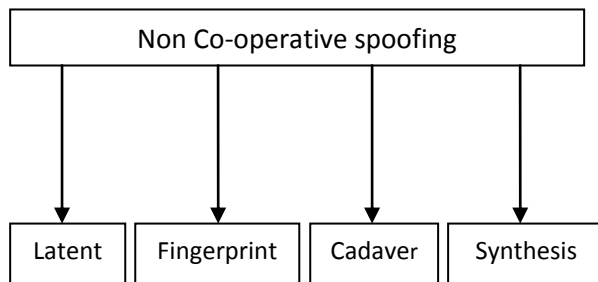 Non Co-operative spoofing
Latent
Fingerprint
Cadaver
Synthesis